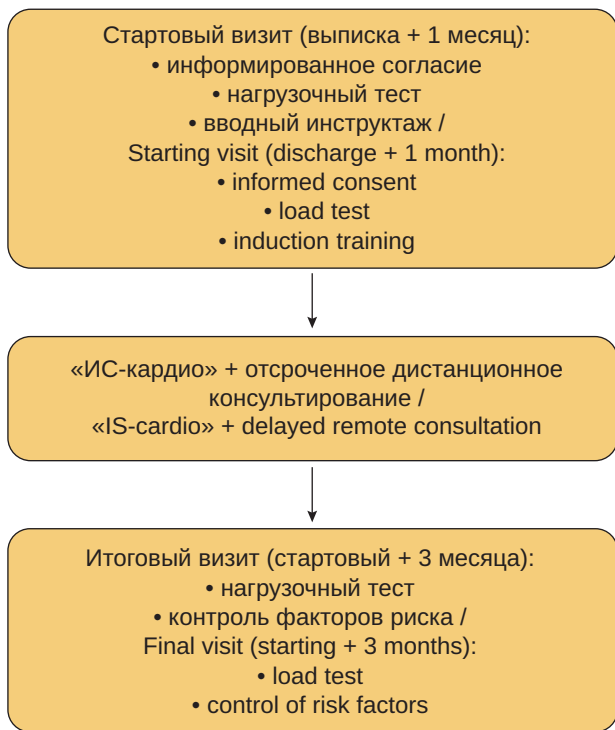 Стартовый визит (выписка + 1 месяц):
• информированное согласие
• нагрузочный тест
• вводный инструктаж /
Starting visit (discharge + 1 month):
• informed consent
• load test
• induction training
«ИС-кардио» + отсроченное дистанционное
консультирование /
«IS-cardio» + delayed remote consultation
Итоговый визит (стартовый + 3 месяца):
• нагрузочный тест
• контроль факторов риска /
Final visit (starting + 3 months):
• load test
• control of risk factors